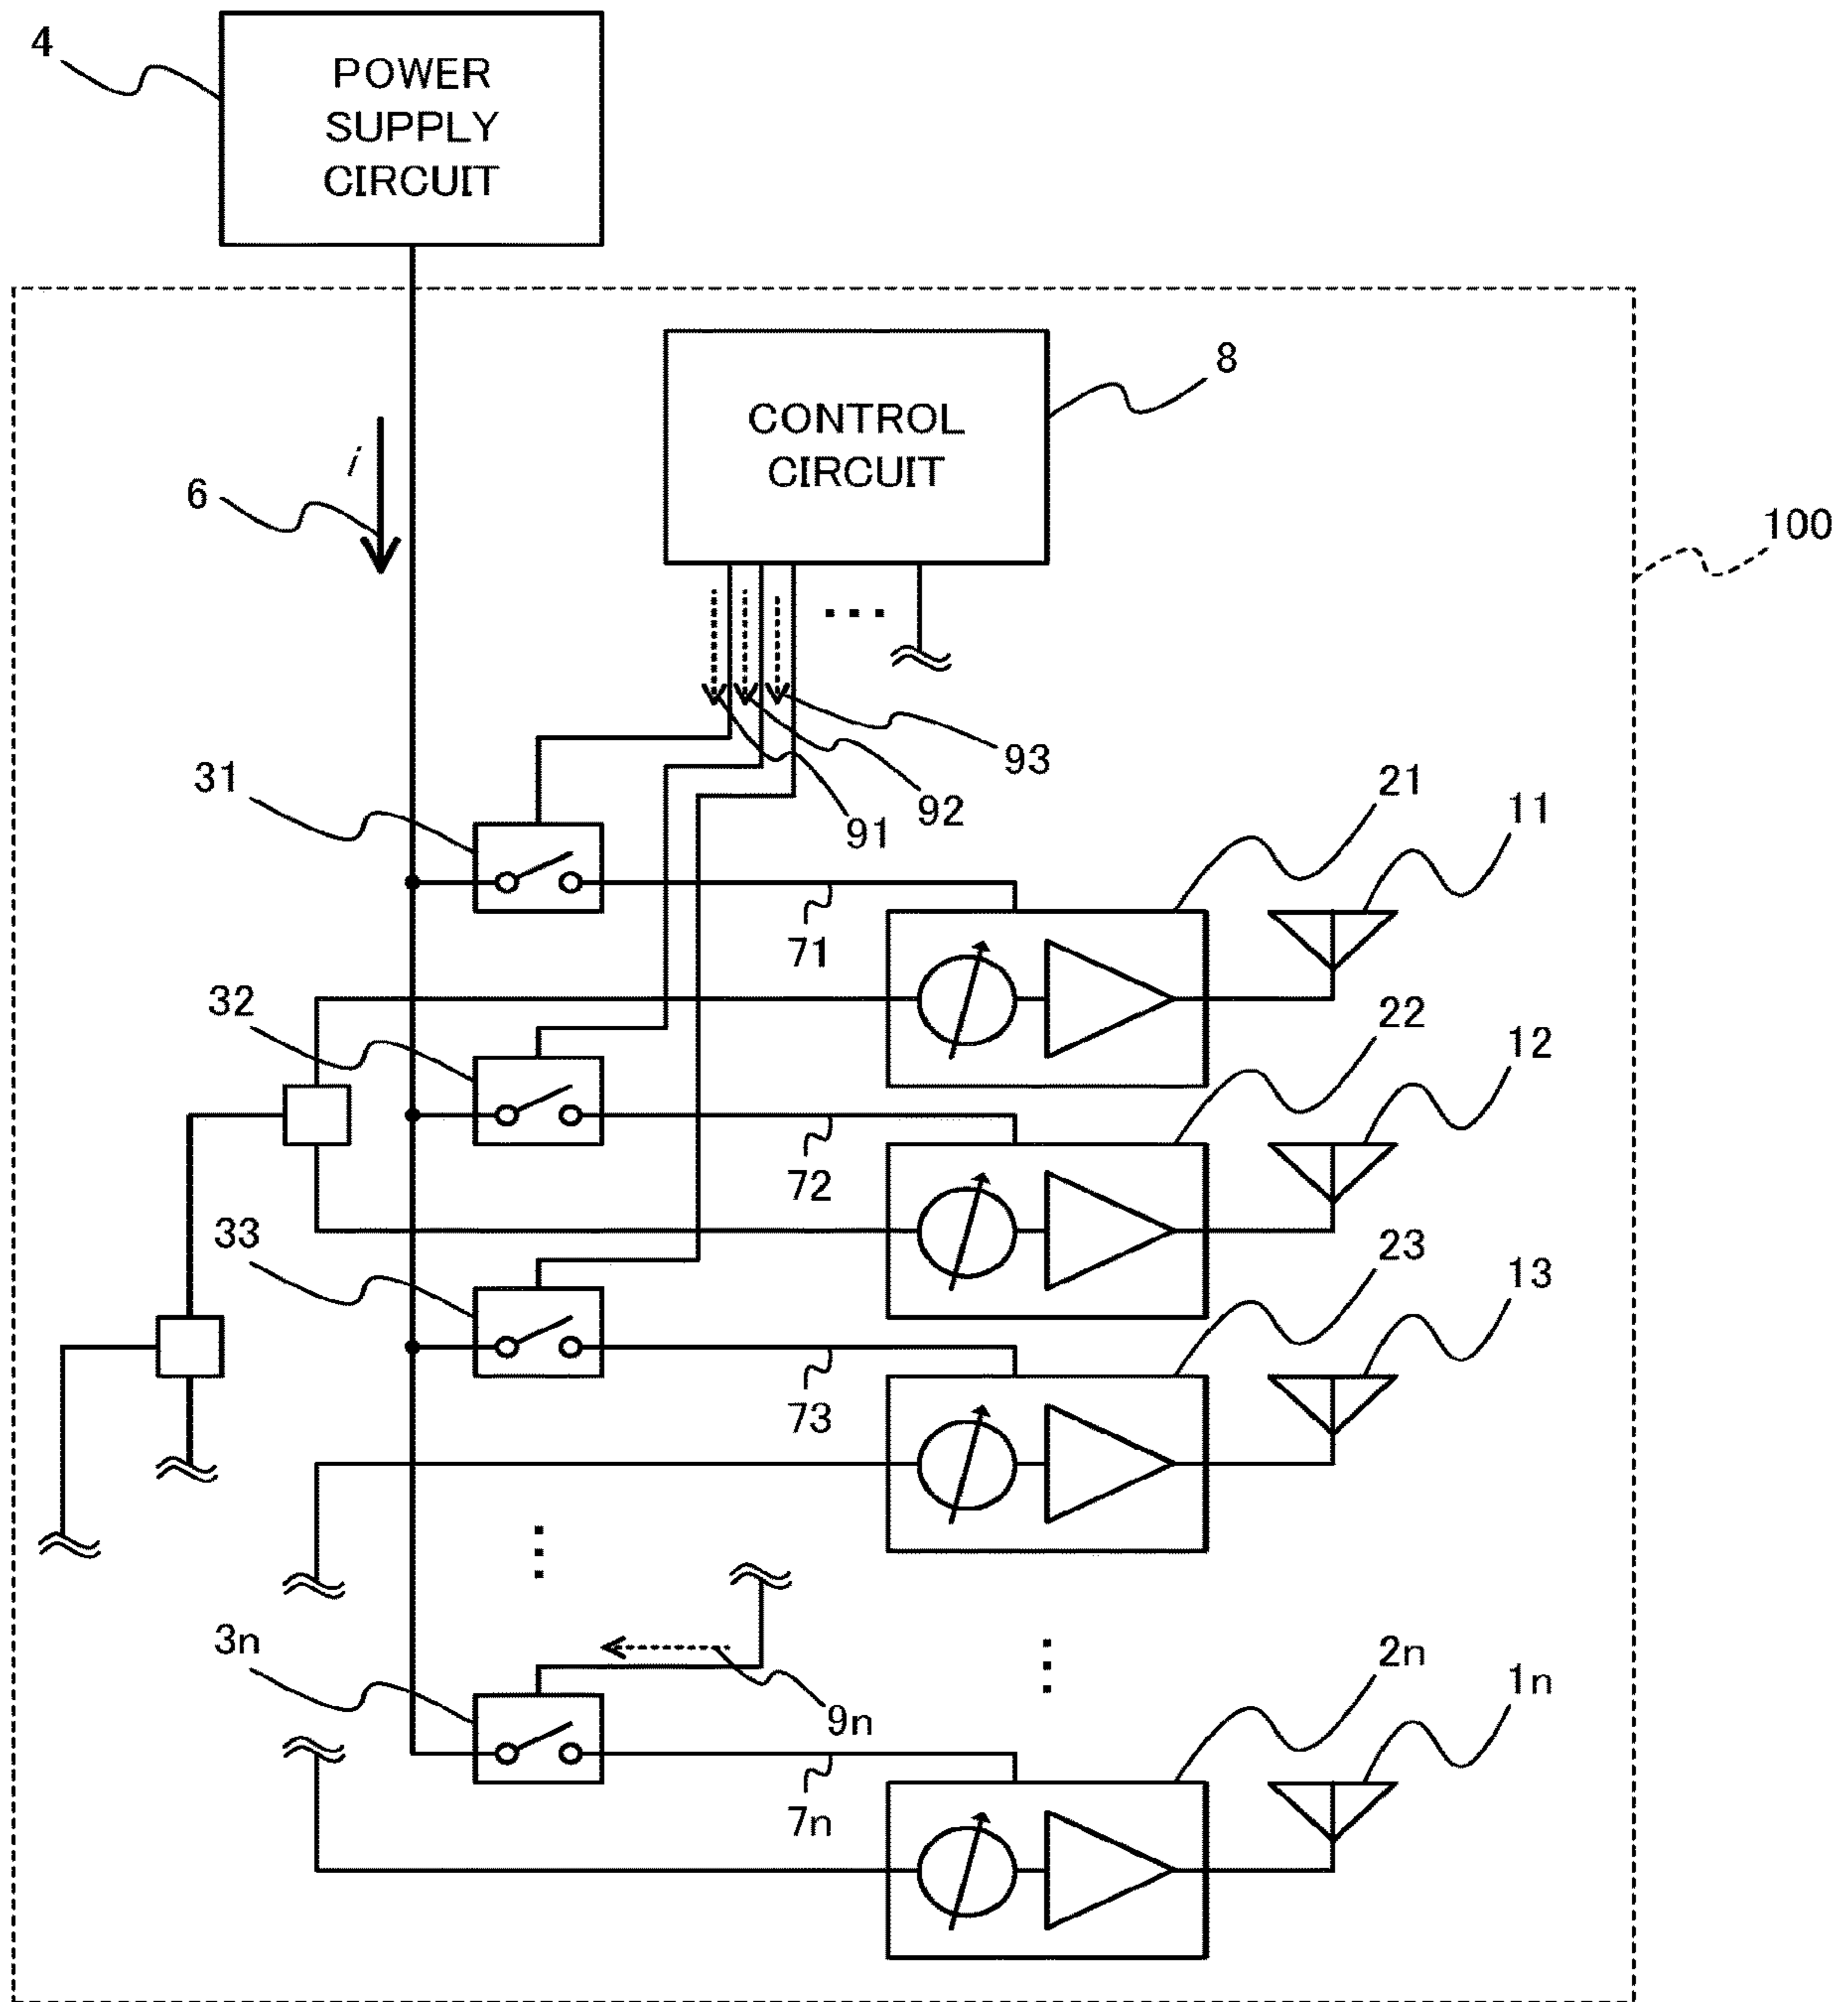 4
POWER
SUPPLY
CIRCUIT
8
CONTROL
CIRCUIT
i
6
100
93
92
91
31
21
11
71
32
22
12
72
33
23
13
73
3n
2n
1n
9n
7n